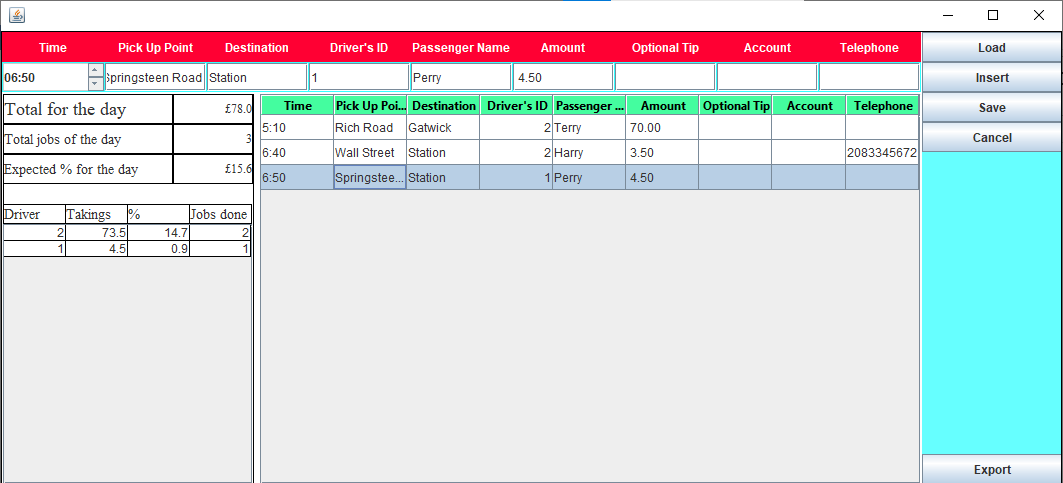 Time Pick Up Point Destination Driver's ID Passenger Name Amount Optional Tip Account Telephone Load
06:50 Springsteen Road Station 1 Perry 4.50 Insert
Total for the day £78.0 Time Pick Up Poi... Destination Driver's ID Passenger ... Amount Optional Tip Account Telephone Save
5:10 Rich Road Gatwick 2 Terry 70.00
Total jobs of the day 3 Cancel
6:40 Wall Street Station 2 Harry 3.50 2083345672
Expected % for the day £15.6
6:50 Springstee... Station 1 Perry 4.50
Driver Takings % Jobs done
2 73.5 14.7 2
1 4.5 0.9 1
Export